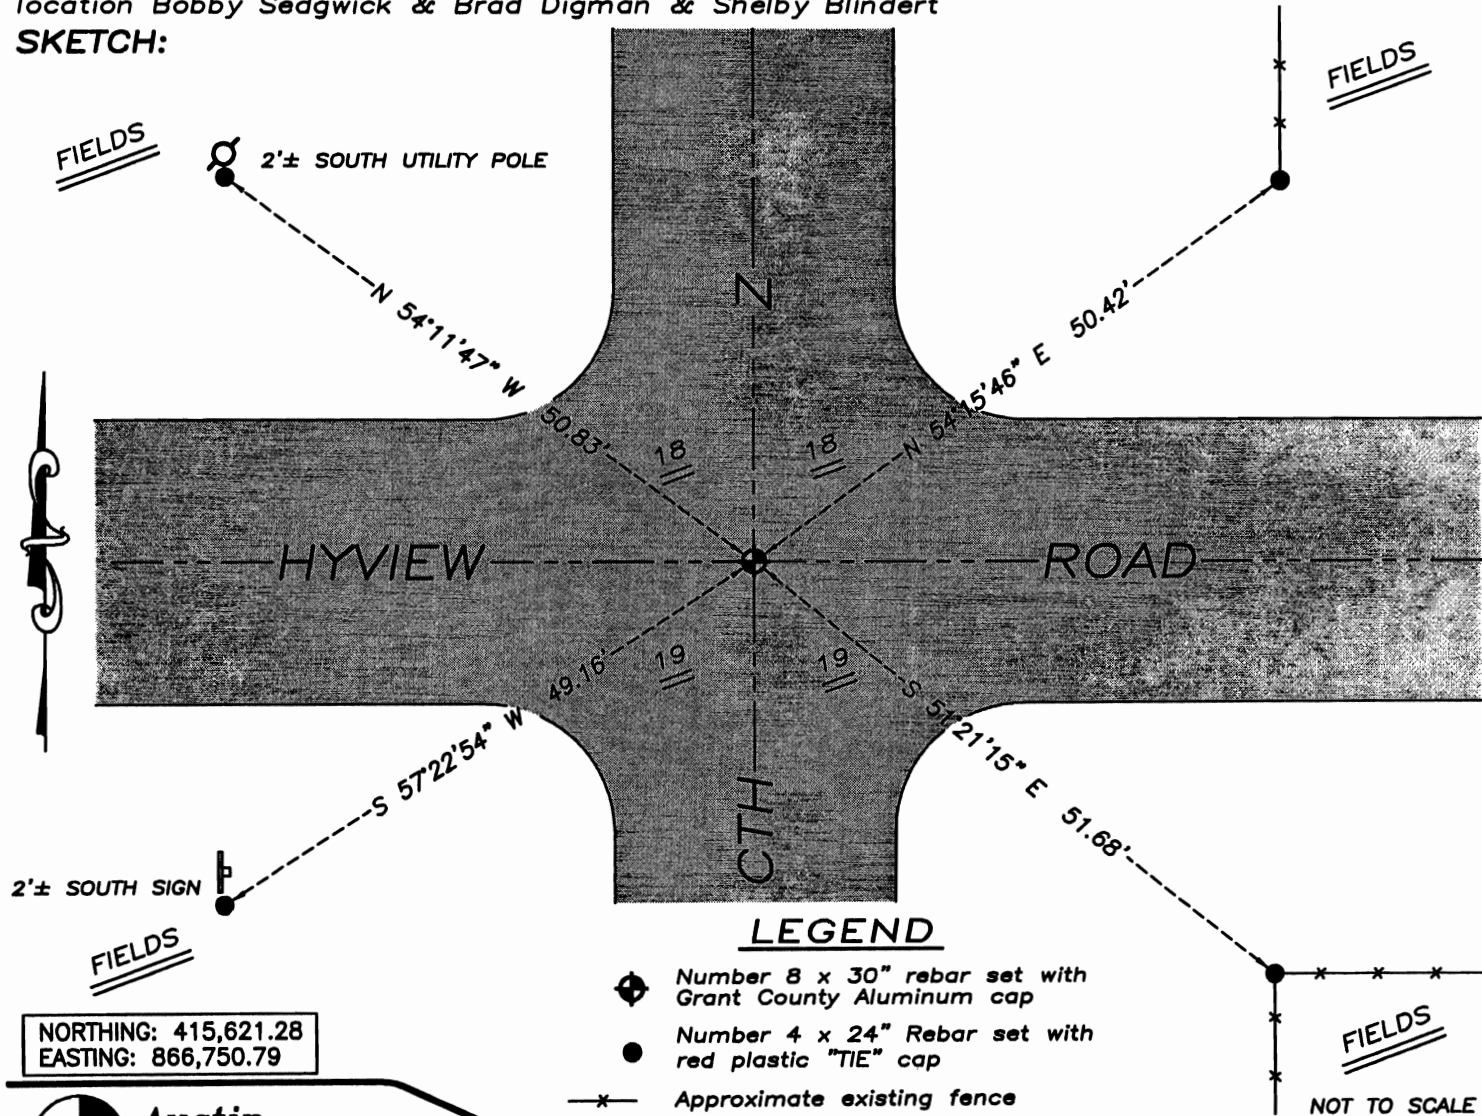 location Bobby Sedgwick & Brad Digman & Shelby Blindert
SKETCH:
FIELDS
2'± SOUTH UTILITY POLE
FIELDS
N 54°11'47" W
50.83'
N 54°15'46" E 50.42'
Z
18
18
HYVIEW
ROAD
19
19
S 57°22'54" W
49.16'
S 51°21'15" E 51.68'
CTH
2'± SOUTH SIGN
FIELDS
LEGEND
Number 8 x 30" rebar set with
Grant County Aluminum cap
Number 4 x 24" Rebar set with
red plastic "TIE" cap
Approximate existing fence
NORTHING: 415,621.28
EASTING: 866,750.79
FIELDS
NOT TO SCALE
Austin